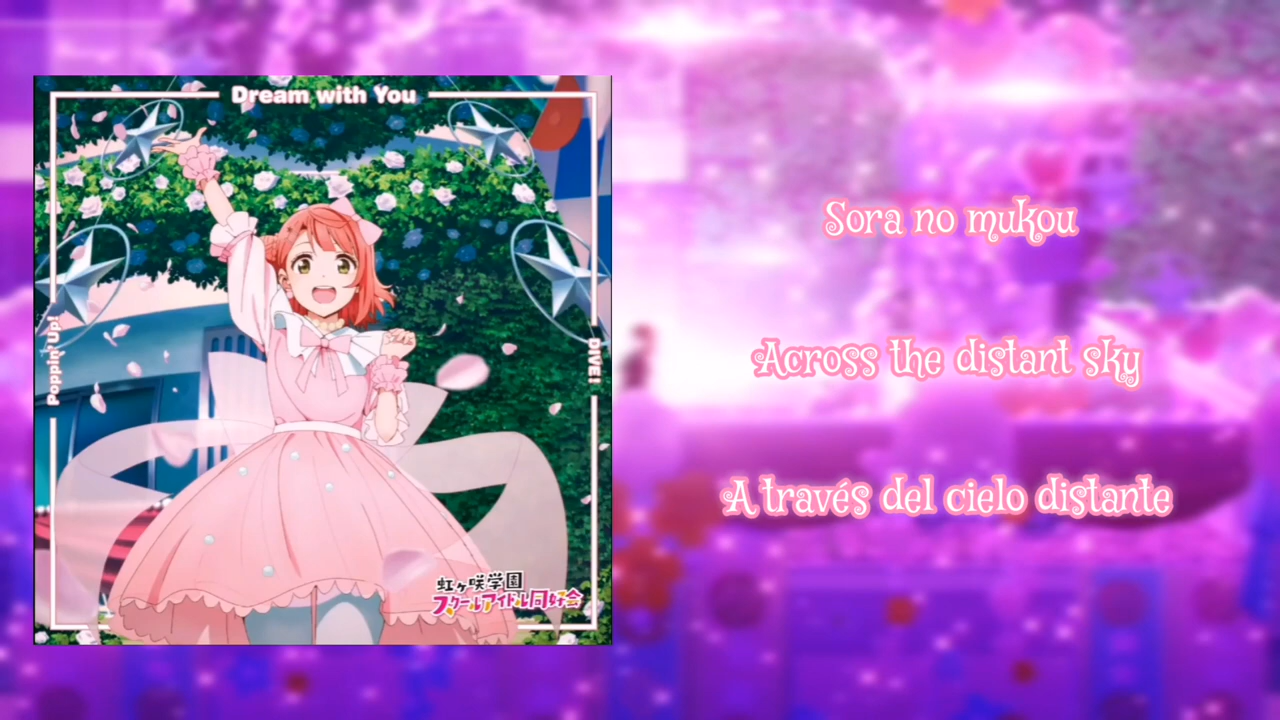 Dream with You
Poppin' Up!
DIVE!
虹ヶ咲学園
スクールアイドル同好会
Sora no mukou
Across the distant sky
A través del cielo distante